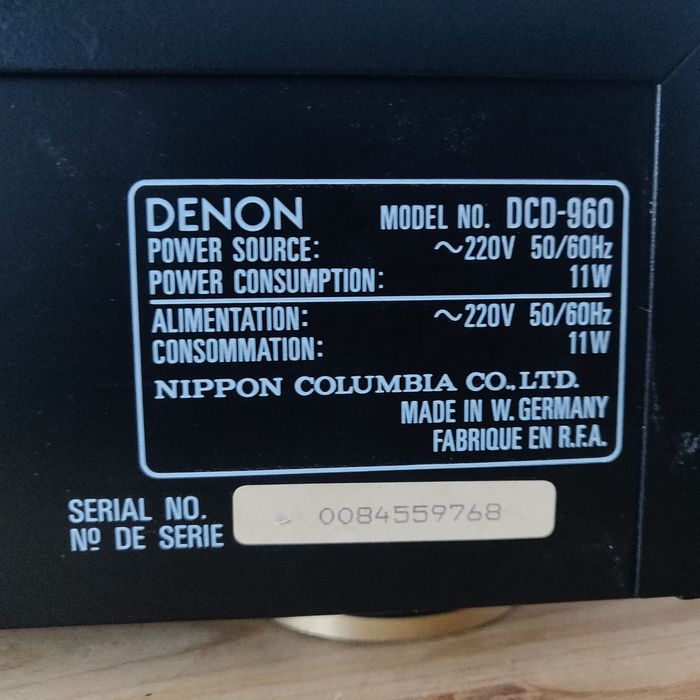 DENON MODEL NO. DCD-960
POWER SOURCE: ~220V 50/60Hz
POWER CONSUMPTION: 11W
ALIMENTATION: ~220V 50/60Hz
CONSOMMATION: 11W
NIPPON COLUMBIA CO., LTD.
MADE IN W. GERMANY
FABRIQUE EN R.F.A.
SERIAL NO.
Nº DE SERIE
0084559768